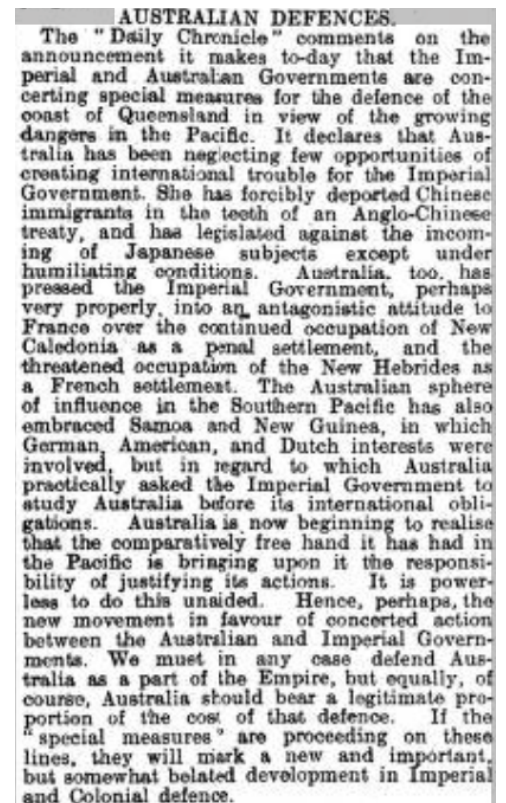 AUSTRALIAN DEFENCES.
The "Daily Chronicle" comments on the
announcement it makes to-day that the Im-
perial and Australian Governments are con-
certing special measures for the defence of the
coast of Queensland in view of the growing
dangers in the Pacific. It declares that Aus-
tralia has been neglecting few opportunities of
creating international trouble for the Imperial
Government. She has forcibly deported Chinese
immigrants in the teeth of an Anglo-Chinese
treaty, and has legislated against the incom-
ing of Japanese subjects except under
humiliating conditions. Australia, too, has
pressed the Imperial Government, perhaps
very properly, into an antagonistic attitude to
France over the continued occupation of New
Caledonia as a penal settlement, and the
threatened occupation of the New Hebrides as
a French settlement. The Australian sphere
of influence in the Southern Pacific has also
embraced Samoa and New Guinea, in which
German, American, and Dutch interests were
involved, but in regard to which Australia
practically asked the Imperial Government to
study Australia before its international obli-
gations. Australia is now beginning to realise
that the comparatively free hand it has had in
the Pacific is bringing upon it the responsi-
bility of justifying its actions. It is power-
less to do this unaided. Hence, perhaps, the
new movement in favour of concerted action
between the Australian and Imperial Govern-
ments. We must in any case defend Aus-
tralia as a part of the Empire, but equally, of
course, Australia should bear a legitimate pro-
portion of the cost of that defence. If the
"special measures" are proceeding on these
lines, they will mark a new and important,
but somewhat belated development in Imperial
and Colonial defence.